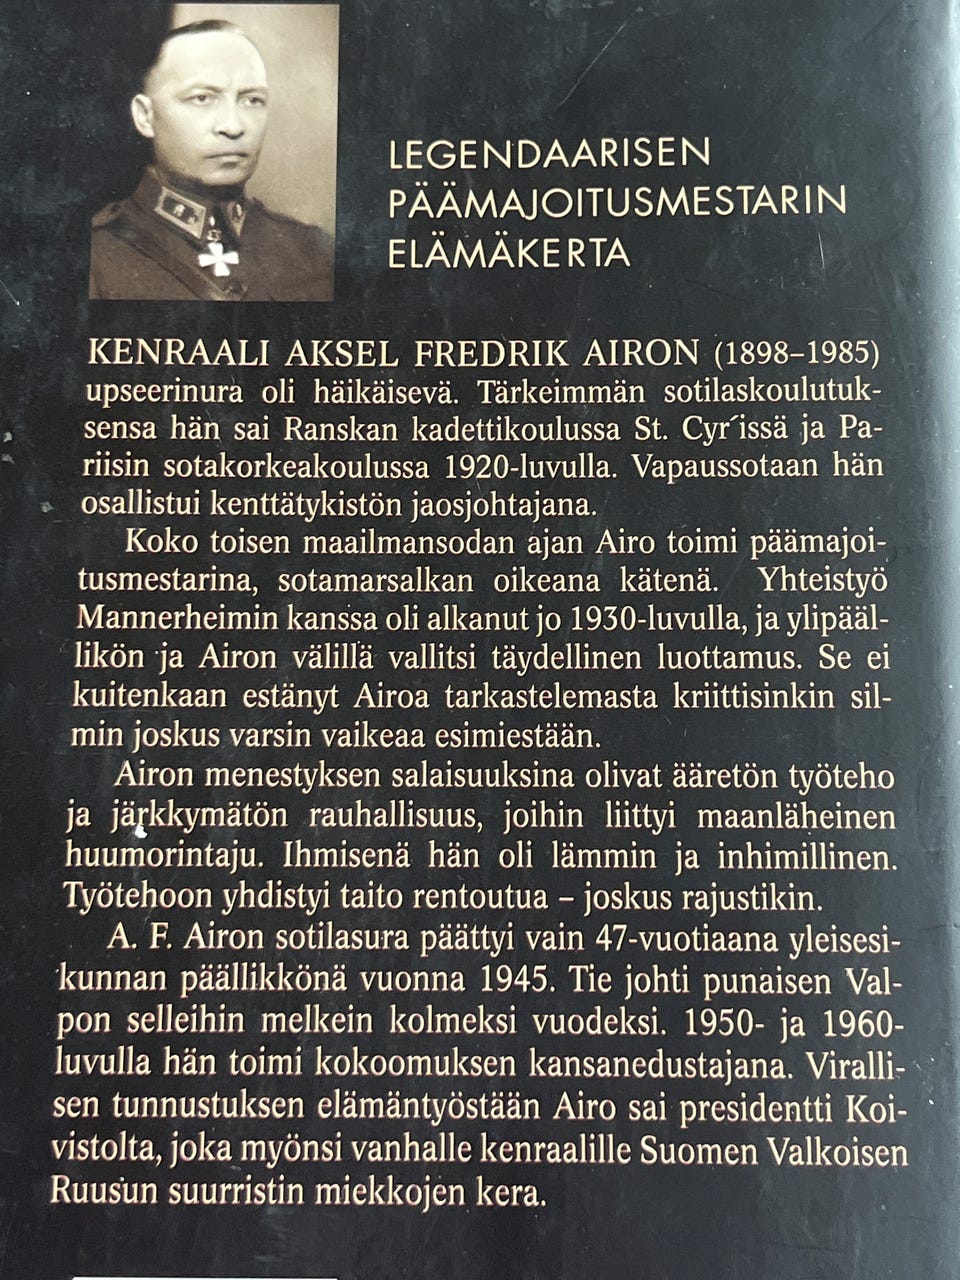 LEGENDAARISEN
PÄÄMAJOITUSMESTARIN
ELÄMÄKERTA
KENRAALI AKSEL FREDRIK AIRON (1898–1985)
upseerinura oli häikäisevä. Tärkeimmän sotilaskoulutuk-
sensa hän sai Ranskan kadettikoulussa St. Cyr´issä ja Pa-
riisin sotakorkeakoulussa 1920-luvulla. Vapaussotaan hän
osallistui kenttätykistön jaosjohtajana.
Koko toisen maailmansodan ajan Airo toimi päämajoi-
tusmestarina, sotamarsalkan oikeana kätenä. Yhteistyö
Mannerheimin kanssa oli alkanut jo 1930-luvulla, ja ylipääl-
likön ja Airon välillä vallitsi täydellinen luottamus. Se ei
kuitenkaan estänyt Airoa tarkastelemasta kriittisinkin sil-
min joskus varsin vaikeaa esimiestään.
Airon menestyksen salaisuuksina olivat ääretön työteho
ja järkkymätön rauhallisuus, joihin liittyi maanläheinen
huumorintaju. Ihmisenä hän oli lämmin ja inhimillinen.
Työtehoon yhdistyi taito rentoutua – joskus rajustikin.
A. F. Airon sotilasura päättyi vain 47-vuotiaana yleisesi-
kunnan päällikkönä vuonna 1945. Tie johti punaisen Val-
pon selleihin melkein kolmeksi vuodeksi. 1950- ja 1960-
luvulla hän toimi kokoomuksen kansanedustajana. Viralli-
sen tunnustuksen elämäntyöstään Airo sai presidentti Koi-
vistolta, joka myönsi vanhalle kenraalille Suomen Valkoisen
Ruusun suurristin miekkojen kera.